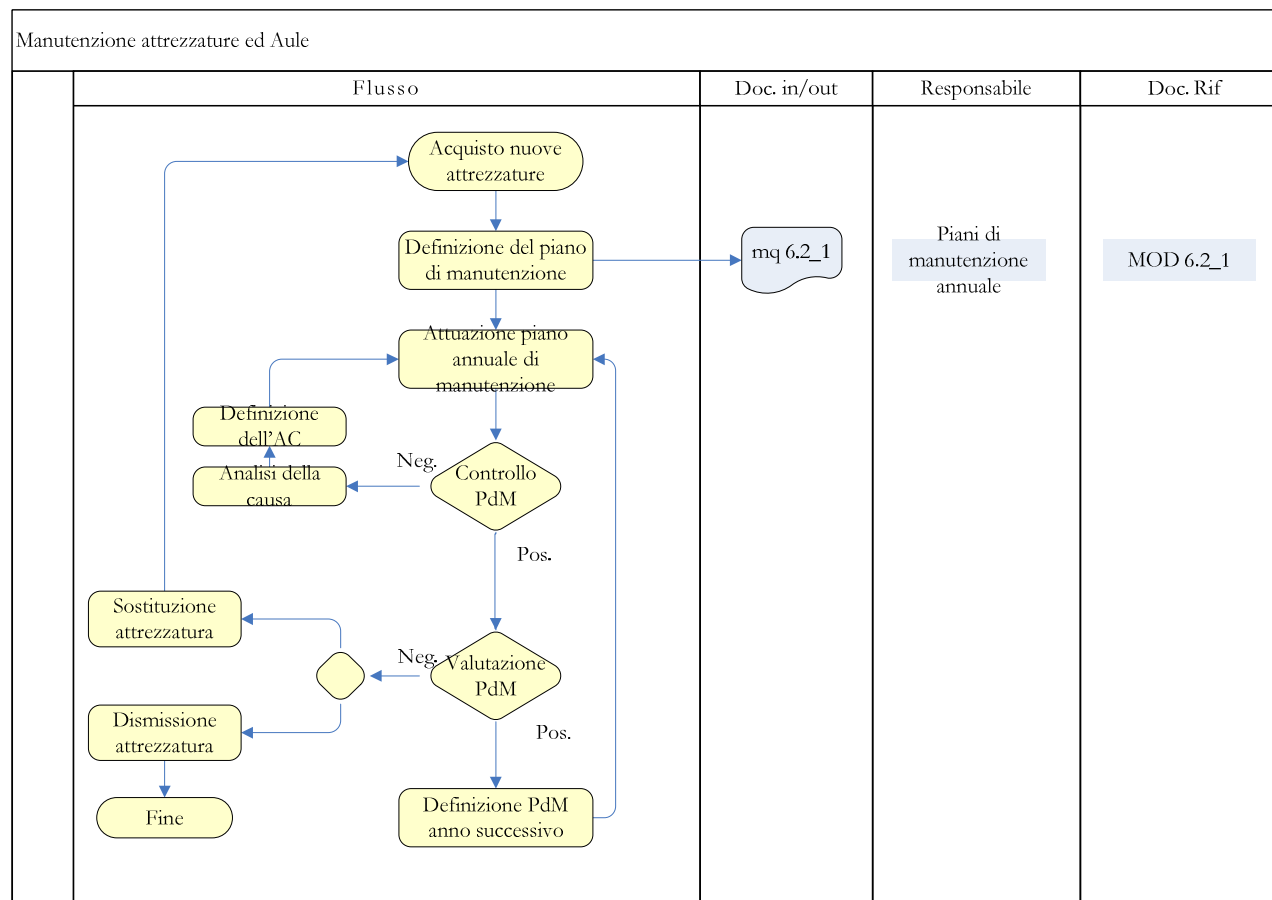 Manutenzione attrezzature ed Aule
Flusso
Doc. in/out
Responsabile
Doc. Rif
Acquisto nuove
attrezzature
Definizione del piano
di manutenzione
mq 6.2_1
Piani di
manutenzione
annuale
MOD 6.2_1
Attuazione piano
annuale di
manutenzione
Definizione
dell'AC
Analisi della
causa
Neg.
Controllo
PdM
Pos.
Sostituzione
attrezzatura
Neg.
Valutazione
PdM
Dismissione
attrezzatura
Pos.
Fine
Definizione PdM
anno successivo